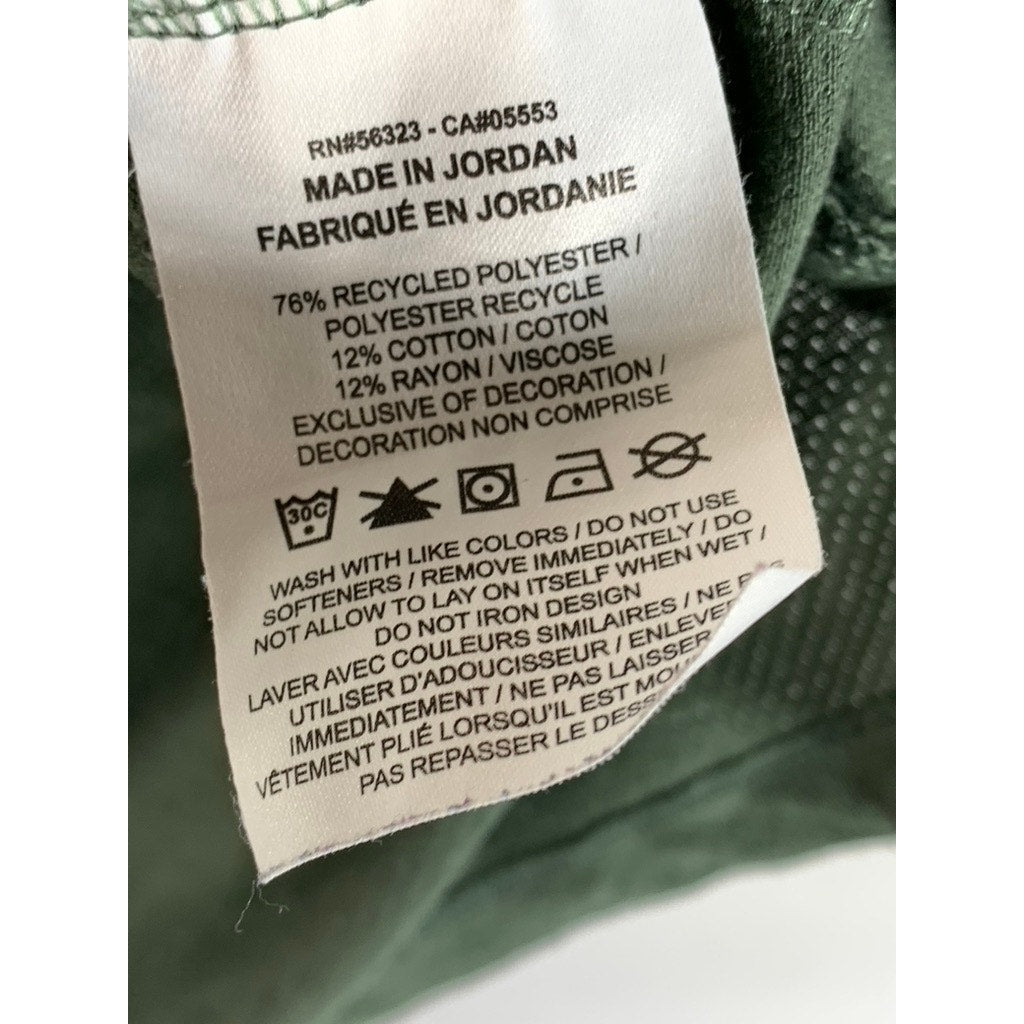 RN#56323 - CA#05553
MADE IN JORDAN
FABRIQUÉ EN JORDANIE
76% RECYCLED POLYESTER /
POLYESTER RECYCLE
12% COTTON / COTON
12% RAYON / VISCOSE
EXCLUSIVE OF DECORATION /
DECORATION NON COMPRISE
30C
WASH WITH LIKE COLORS / DO NOT USE
SOFTENERS / REMOVE IMMEDIATELY / DO
NOT ALLOW TO LAY ON ITSELF WHEN WET /
DO NOT IRON DESIGN
LAVER AVEC COULEURS SIMILAIRES / NE
UTILISER D'ADOUCISSEUR /
IMMEDIATEMENT / NE PAS LAISSER
VÊTEMENT PLIÉ LORSQU'IL EST
PAS REPASSER LE